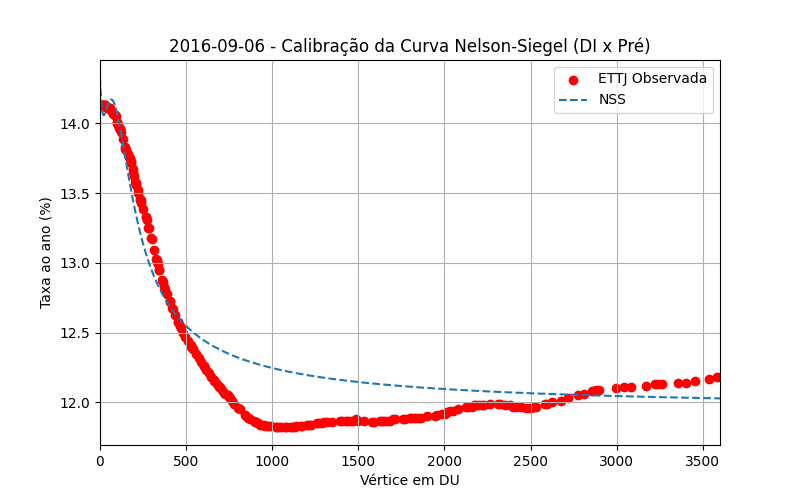 2016-09-06 - Calibração da Curva Nelson-Siegel (DI x Pré)
ETTJ Observada
NSS
Taxa ao ano (%)
14.0
13.5
13.0
12.5
12.0
0 500 1000 1500 2000 2500 3000 3500
Vértice em DU